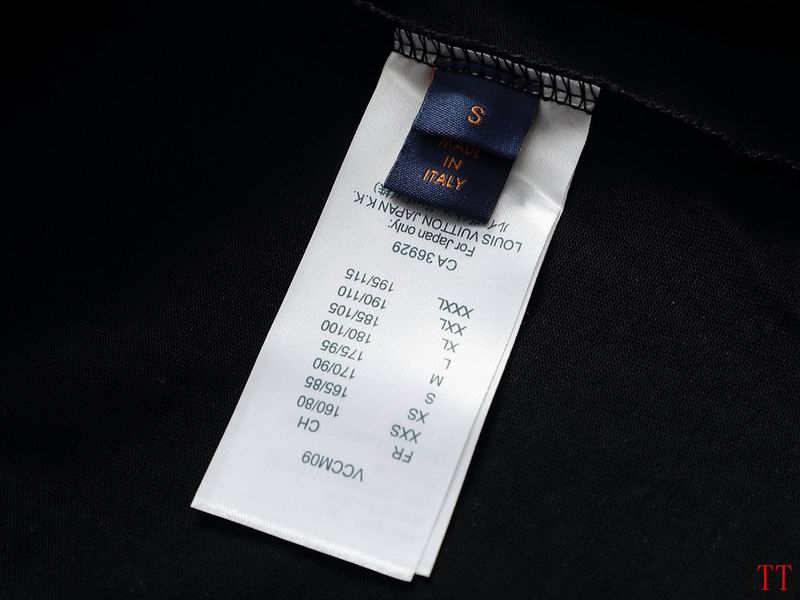 S
MADE
IN
ITALY
VCCM09
FR CH
XXS 160/80
XS 165/85
S 170/90
M 175/95
L 180/100
XL 185/105
XXL 190/110
XXXL 195/115
CA 36929
For Japan only:
LOUIS VUITTON JAPAN K.K.
TT